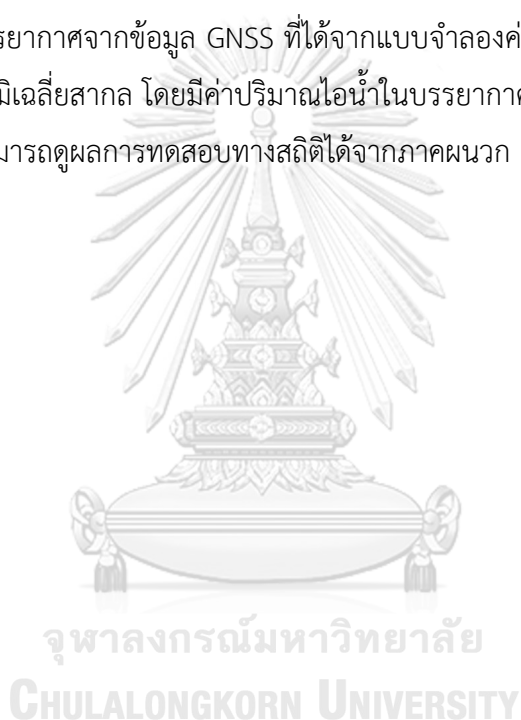 รยากาศจากข้อมูล GNSS ที่ได้จากแบบจำลองค่
มิเฉลี่ยสากล โดยมีค่าปริมาณไอน้ำในบรรยากาศ
มารถดูผลการทดสอบทางสถิติได้จากภาคผนวก
จุฬาลงกรณ์มหาวิทยาลัย
CHULALONGKORN UNIVERSITY